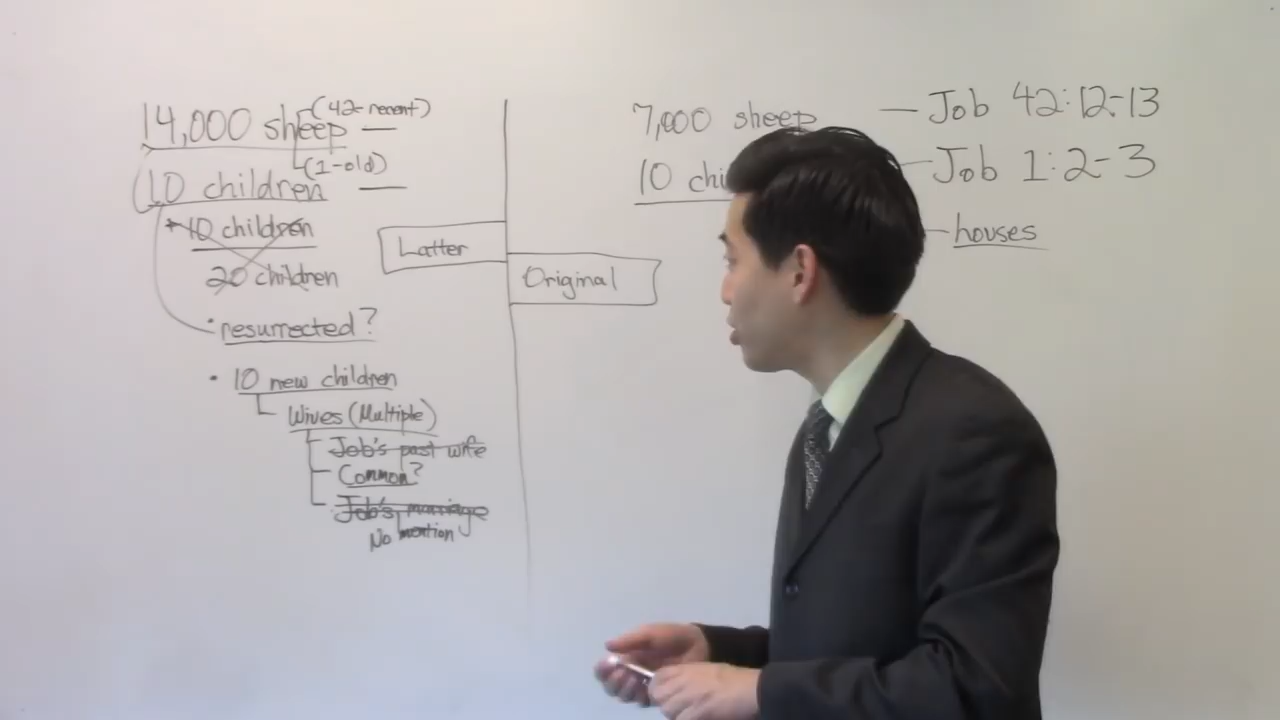 (42-recent)
14,000 sheep —
(1-old)
(10 children —
10 children
20 children
• resurrected?
• 10 new children
Wives (Multiple)
Job's past wife
Common?
Job's marriage
No mention
Latter
Original
7,000 sheep — Job 42:12-13
10 chi — Job 1:2-3
— houses